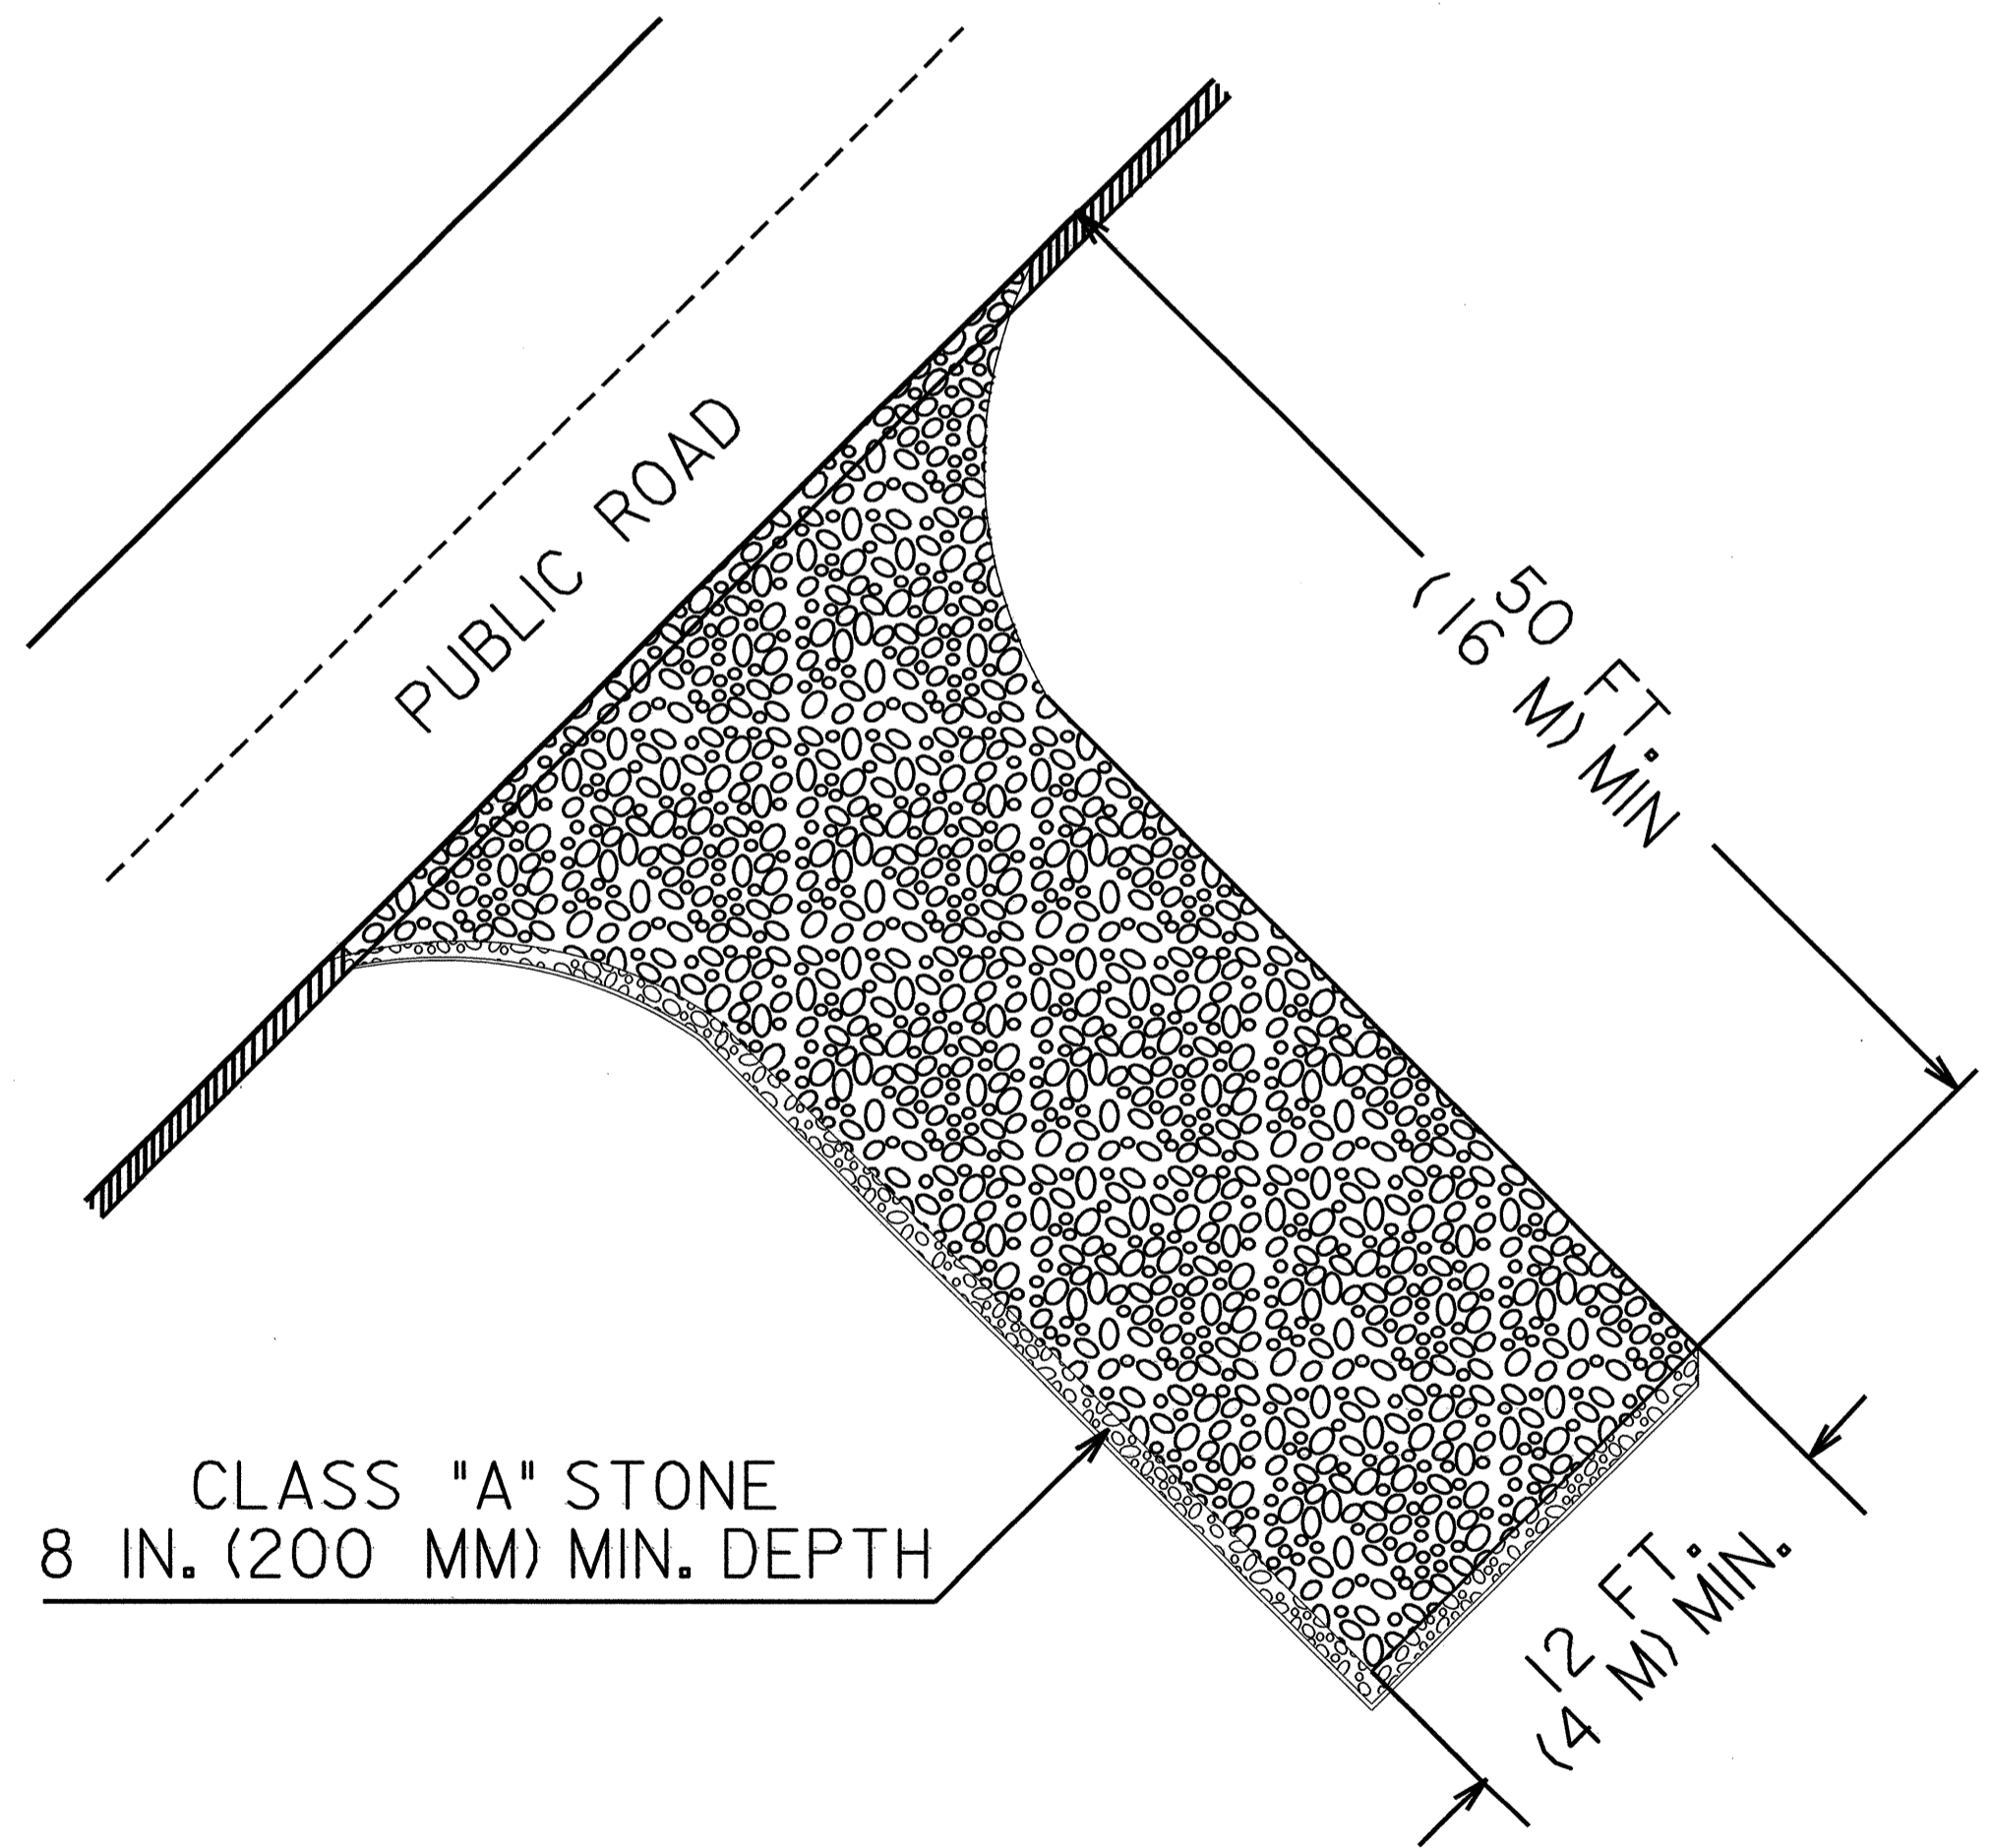 PUBLIC ROAD
50 FT.
(16 M) MIN
CLASS "A" STONE
8 IN. (200 MM) MIN. DEPTH
12 FT.
(4 M) MIN.